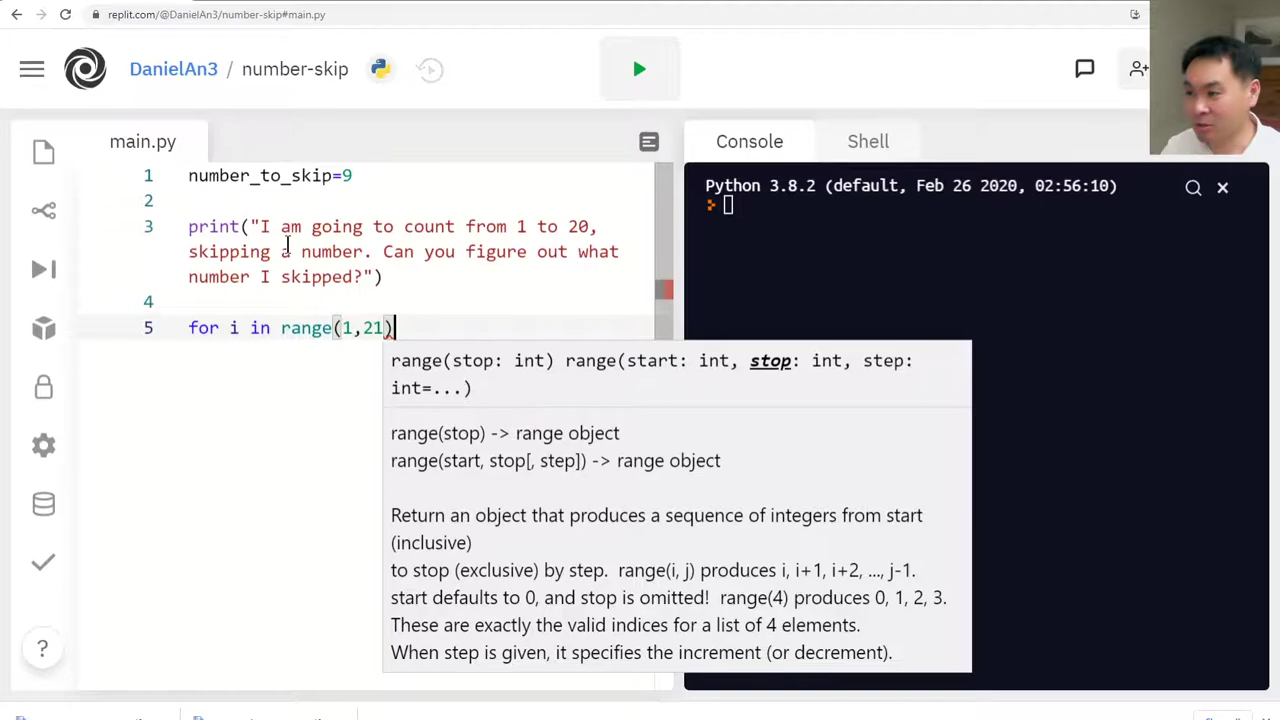 replit.com/@DanielAn3/number-skip#main.py
DanielAn3 / number-skip
main.py
Console
Shell
1 number_to_skip=9
2
3 print("I am going to count from 1 to 20,
skipping a number. Can you figure out what
number I skipped?")
4
5 for i in range(1,21)
range(stop: int) range(start: int, stop: int, step:
int=...)
range(stop) -> range object
range(start, stop[, step]) -> range object
Return an object that produces a sequence of integers from start
(inclusive)
to stop (exclusive) by step.  range(i, j) produces i, i+1, i+2, ..., j-1.
start defaults to 0, and stop is omitted!  range(4) produces 0, 1, 2, 3.
These are exactly the valid indices for a list of 4 elements.
When step is given, it specifies the increment (or decrement).
Python 3.8.2 (default, Feb 26 2020, 02:56:10)
?